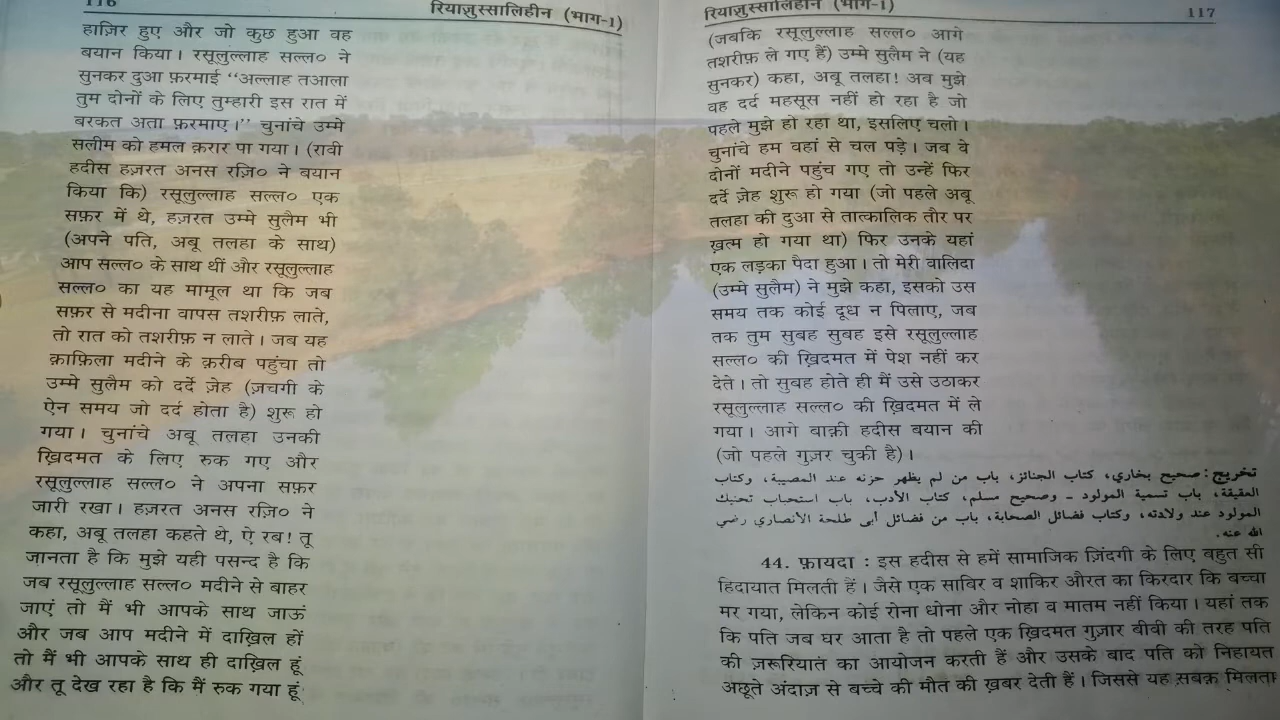 116
रियाज़ुस्सालिहीन (भाग-1)
हाज़िर हुए और जो कुछ हुआ वह
बयान किया। रसूलुल्लाह सल्ल० ने
सुनकर दुआ फ़रमाई “अल्लाह तआला
तुम दोनों के लिए तुम्हारी इस रात में
बरकत अता फ़रमाए।” चुनांचे उम्मे
सलीम को हमल क़रार पा गया। (रावी
हदीस हज़रत अनस रज़ि० ने बयान
किया कि) रसूलुल्लाह सल्ल० एक
सफ़र में थे, हज़रत उम्मे सुलैम भी
(अपने पति, अबू तलहा के साथ)
आप सल्ल० के साथ थीं और रसूलुल्लाह
सल्ल० का यह मामूल था कि जब
सफ़र से मदीना वापस तशरीफ़ लाते,
तो रात को तशरीफ़ न लाते। जब यह
क़ाफ़िला मदीने के क़रीब पहुंचा तो
उम्मे सुलैम को दर्दे ज़ेह (ज़चगी के
ऐन समय जो दर्द होता है) शुरू हो
गया। चुनांचे अबू तलहा उनकी
ख़िदमत के लिए रुक गए और
रसूलुल्लाह सल्ल० ने अपना सफ़र
जारी रखा। हज़रत अनस रज़ि० ने
कहा, अबू तलहा कहते थे, ऐ रब! तू
जानता है कि मुझे यही पसन्द है कि
जब रसूलुल्लाह सल्ल० मदीने से बाहर
जाएं तो मैं भी आपके साथ जाऊं
और जब आप मदीने में दाख़िल हों
तो मैं भी आपके साथ ही दाख़िल हूं
और तू देख रहा है कि मैं रुक गया हूं
रियाज़ुस्सालिहीन (भाग-1)
117
(जबकि रसूलुल्लाह सल्ल० आगे
तशरीफ़ ले गए हैं) उम्मे सुलैम ने (यह
सुनकर) कहा, अबू तलहा! अब मुझे
वह दर्द महसूस नहीं हो रहा है जो
पहले मुझे हो रहा था, इसलिए चलो।
चुनांचे हम वहां से चल पड़े। जब वे
दोनों मदीने पहुंच गए तो उन्हें फिर
दर्दे ज़ेह शुरू हो गया (जो पहले अबू
तलहा की दुआ से तात्कालिक तौर पर
ख़त्म हो गया था) फिर उनके यहां
एक लड़का पैदा हुआ। तो मेरी वालिदा
(उम्मे सुलैम) ने मुझे कहा, इसको उस
समय तक कोई दूध न पिलाए, जब
तक तुम सुबह सुबह इसे रसूलुल्लाह
सल्ल० की ख़िदमत में पेश नहीं कर
देते। तो सुबह होते ही मैं उसे उठाकर
रसूलुल्लाह सल्ल० की ख़िदमत में ले
गया। आगे बाक़ी हदीस बयान की
(जो पहले गुज़र चुकी है)।
تخريج: صحيح بخاري، كتاب الجنائز، باب من لم يظهر حزنه عند المصيبة، وكتاب
العقيقة، باب تسمية المولود ـ وصحيح مسلم، كتاب الأدب، باب استحباب تحنيك
المولود عند ولادته، وكتاب فضائل الصحابة، باب من فضائل أبي طلحة الأنصاري رضي
الله عنه.
44. फ़ायदा : इस हदीस से हमें सामाजिक ज़िंदगी के लिए बहुत सी
हिदायात मिलती हैं। जैसे एक साबिर व शाकिर औरत का किरदार कि बच्चा
मर गया, लेकिन कोई रोना धोना और नोहा व मातम नहीं किया। यहां तक
कि पति जब घर आता है तो पहले एक ख़िदमत गुज़ार बीवी की तरह पति
की ज़रूरियात का आयोजन करती हैं और उसके बाद पति को निहायत
अछूते अंदाज़ से बच्चे की मौत की ख़बर देती हैं। जिससे यह सबक़ मिलता